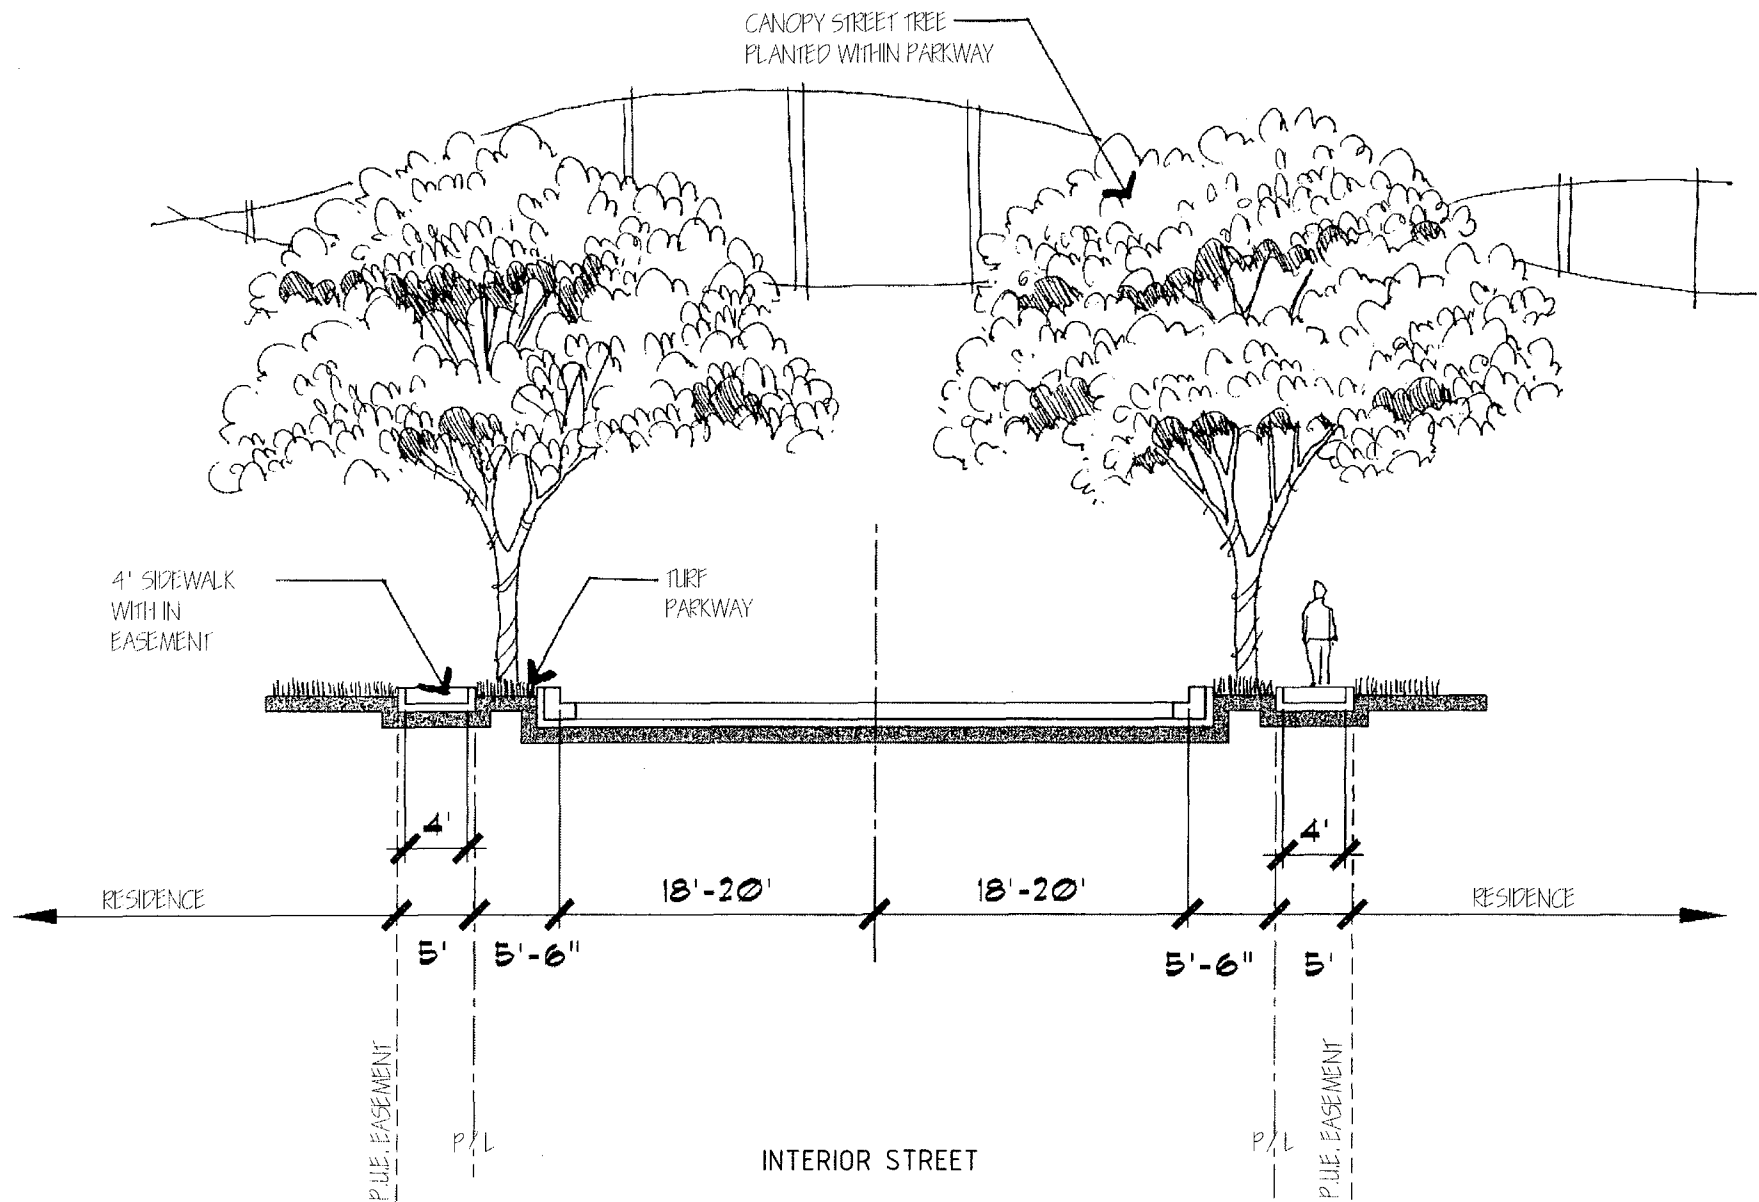 CANOPY STREET TREE
PLANTED WITHIN PARKWAY
4' SIDEWALK
WITH IN
EASEMENT
TURF
PARKWAY
4'
4'
RESIDENCE
18'-20'
18'-20'
RESIDENCE
5'
5'-6"
5'-6"
5'
P.U.E. EASEMENT
P/L
P/L
P.U.E. EASEMENT
INTERIOR STREET